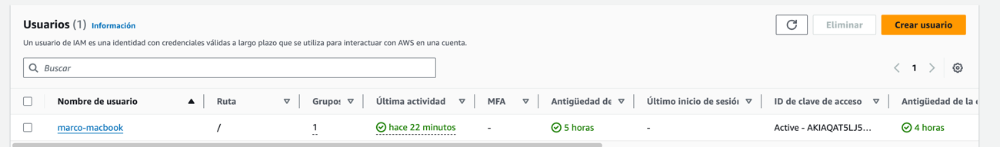 Usuarios (1) Información
Eliminar
Crear usuario
Un usuario de IAM es una identidad con credenciales válidas a largo plazo que se utiliza para interactuar con AWS en una cuenta.
Buscar
1
Nombre de usuario
Ruta
Grupos
Última actividad
MFA
Antigüedad de
Último inicio de sesión
ID de clave de acceso
Antigüedad de la
marco-macbook
/
1
hace 22 minutos
-
5 horas
-
Active - AKIAQAT5LJ5...
4 horas